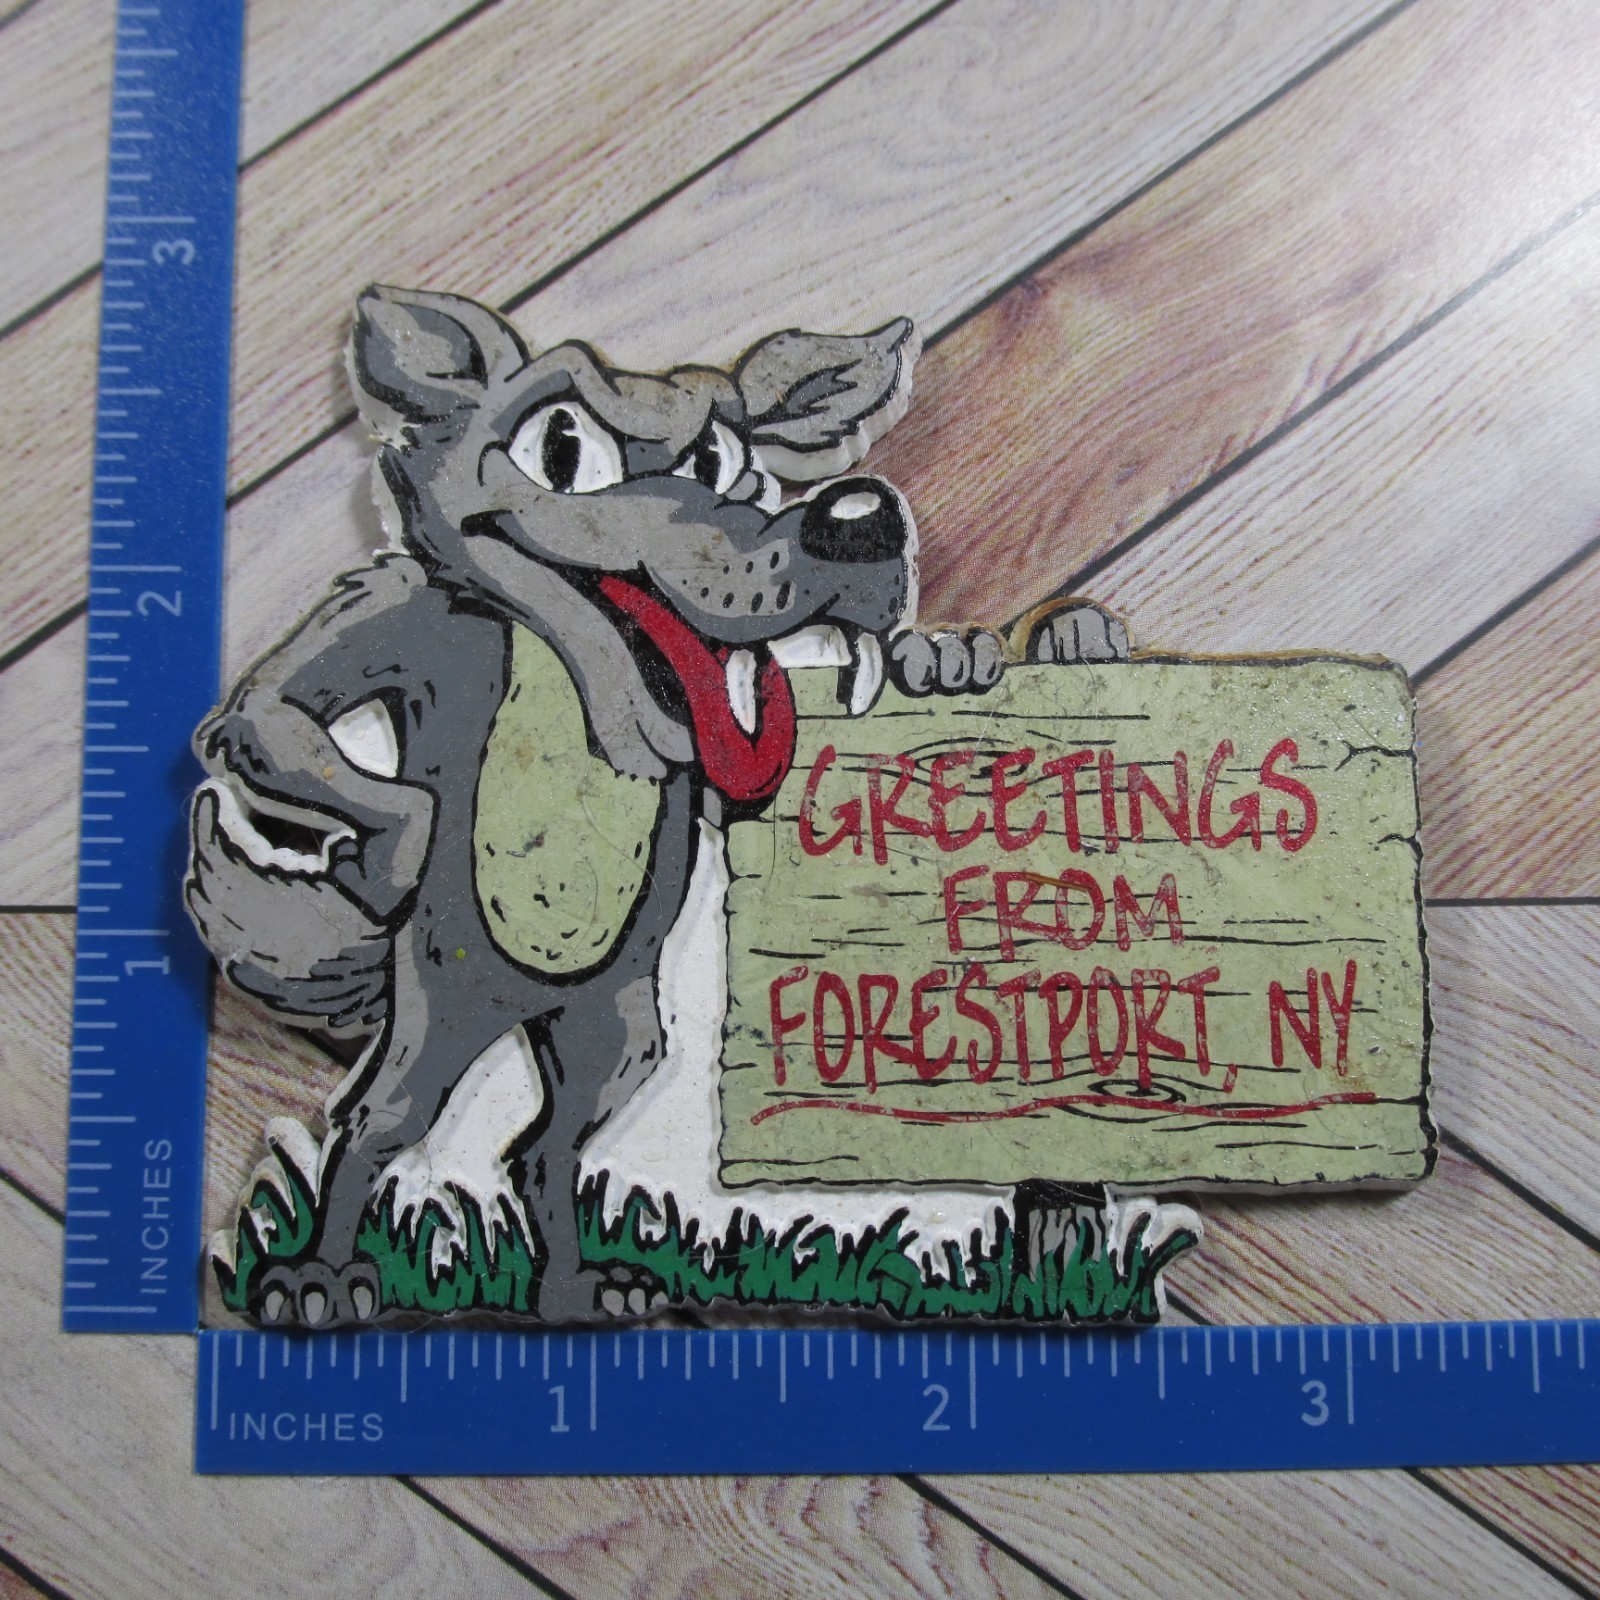 3
2
1
INCHES
GREETINGS
FROM
FORESTPORT, NY
INCHES 1 2 3